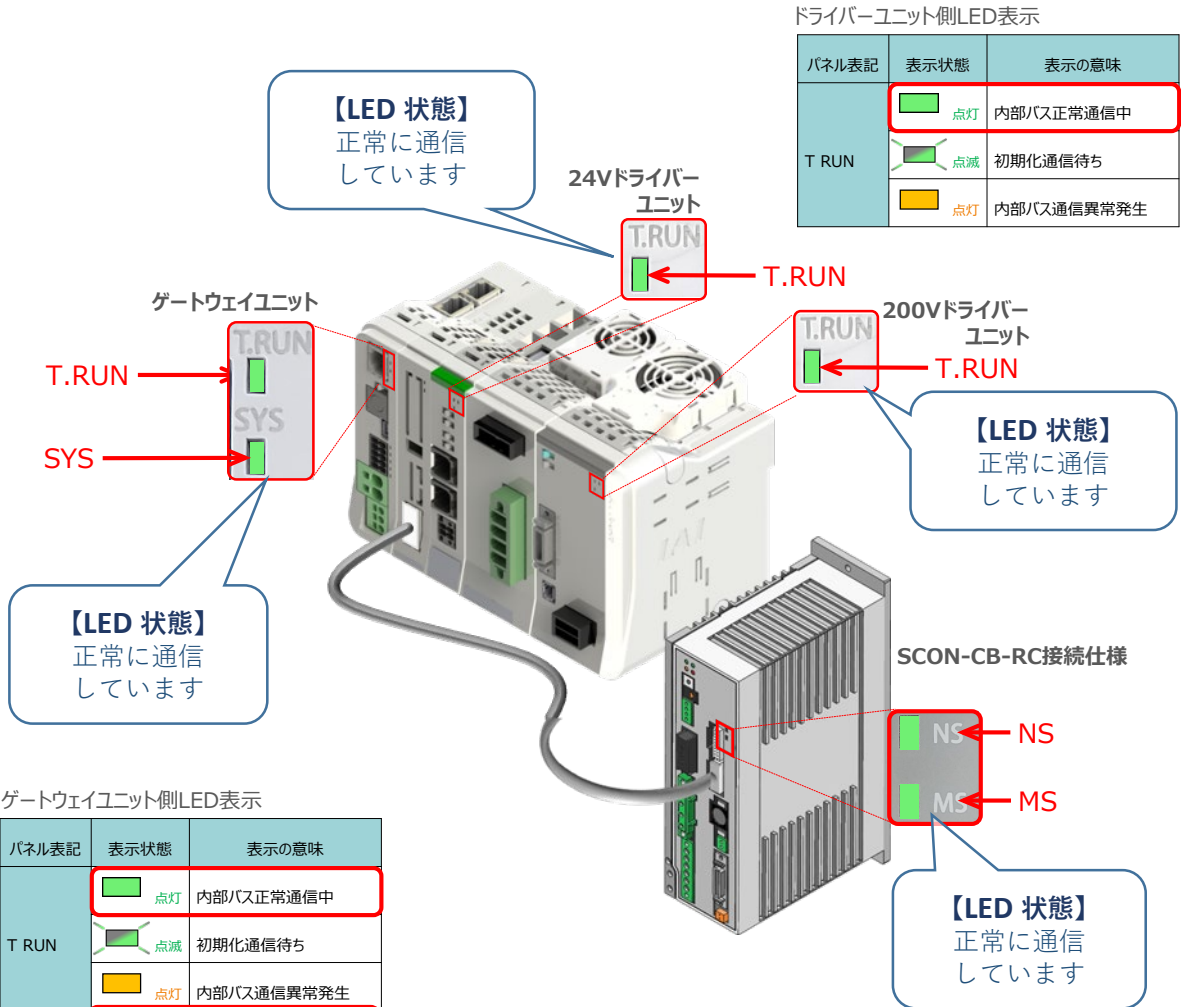 ドライバーユニット側LED表示
パネル表記 表示状態 表示の意味
T RUN
点灯 内部バス正常通信中
点滅 初期化通信待ち
点灯 内部バス通信異常発生
【LED 状態】
正常に通信
しています
24Vドライバー
ユニット
T.RUN
T.RUN
ゲートウェイユニット
T.RUN
T.RUN
SYS
SYS
200Vドライバー
ユニット
T.RUN
T.RUN
【LED 状態】
正常に通信
しています
【LED 状態】
正常に通信
しています
IAI
SCON-CB-RC接続仕様
NS
NS
MS
MS
【LED 状態】
正常に通信
しています
ゲートウェイユニット側LED表示
パネル表記 表示状態 表示の意味
T RUN
点灯 内部バス正常通信中
点滅 初期化通信待ち
点灯 内部バス通信異常発生